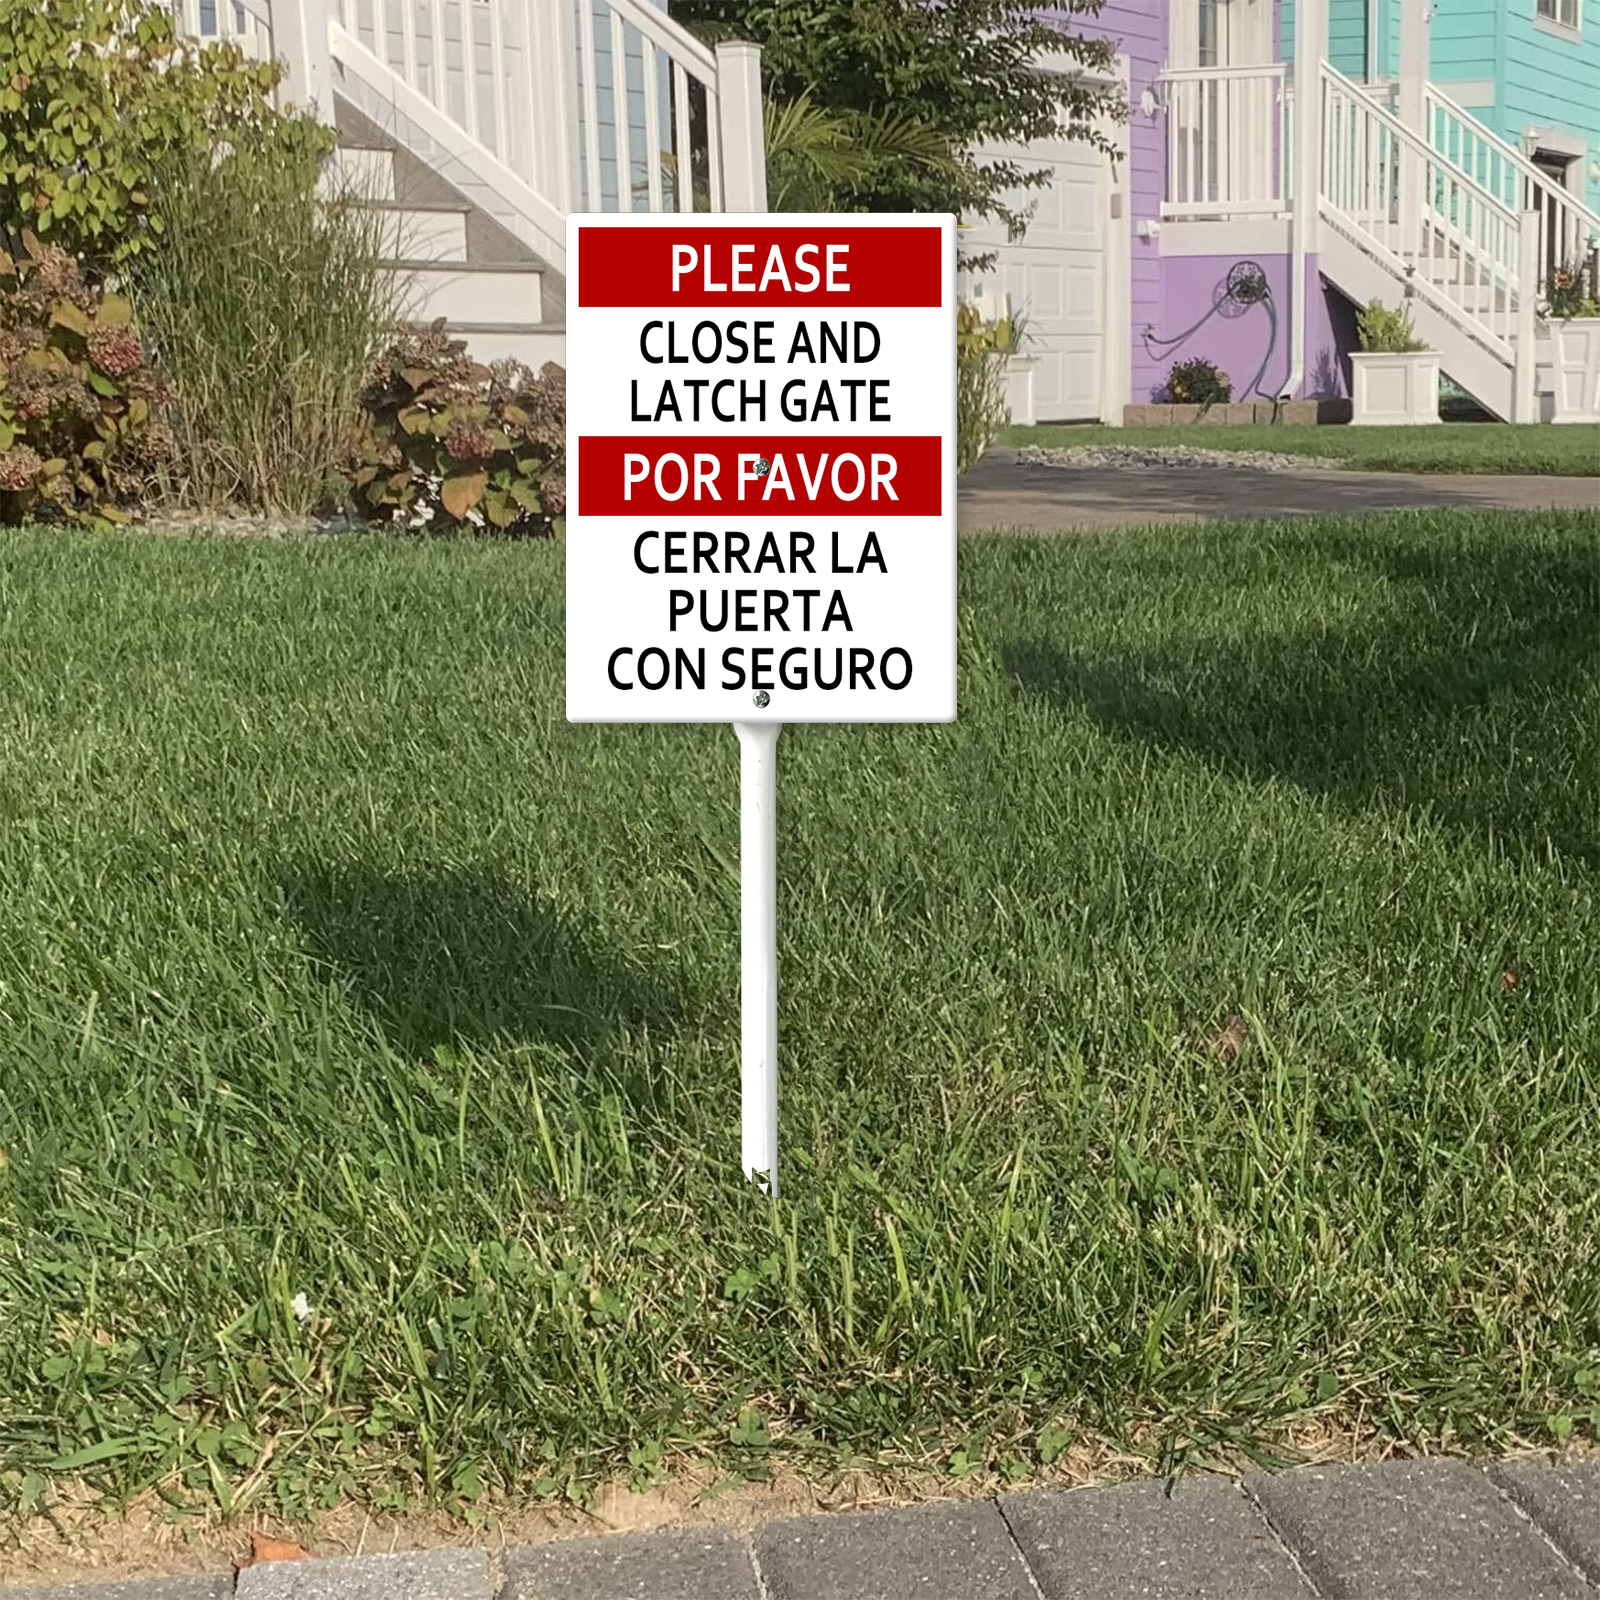 PLEASE
CLOSE AND
LATCH GATE
POR FAVOR
CERRAR LA
PUERTA
CON SEGURO